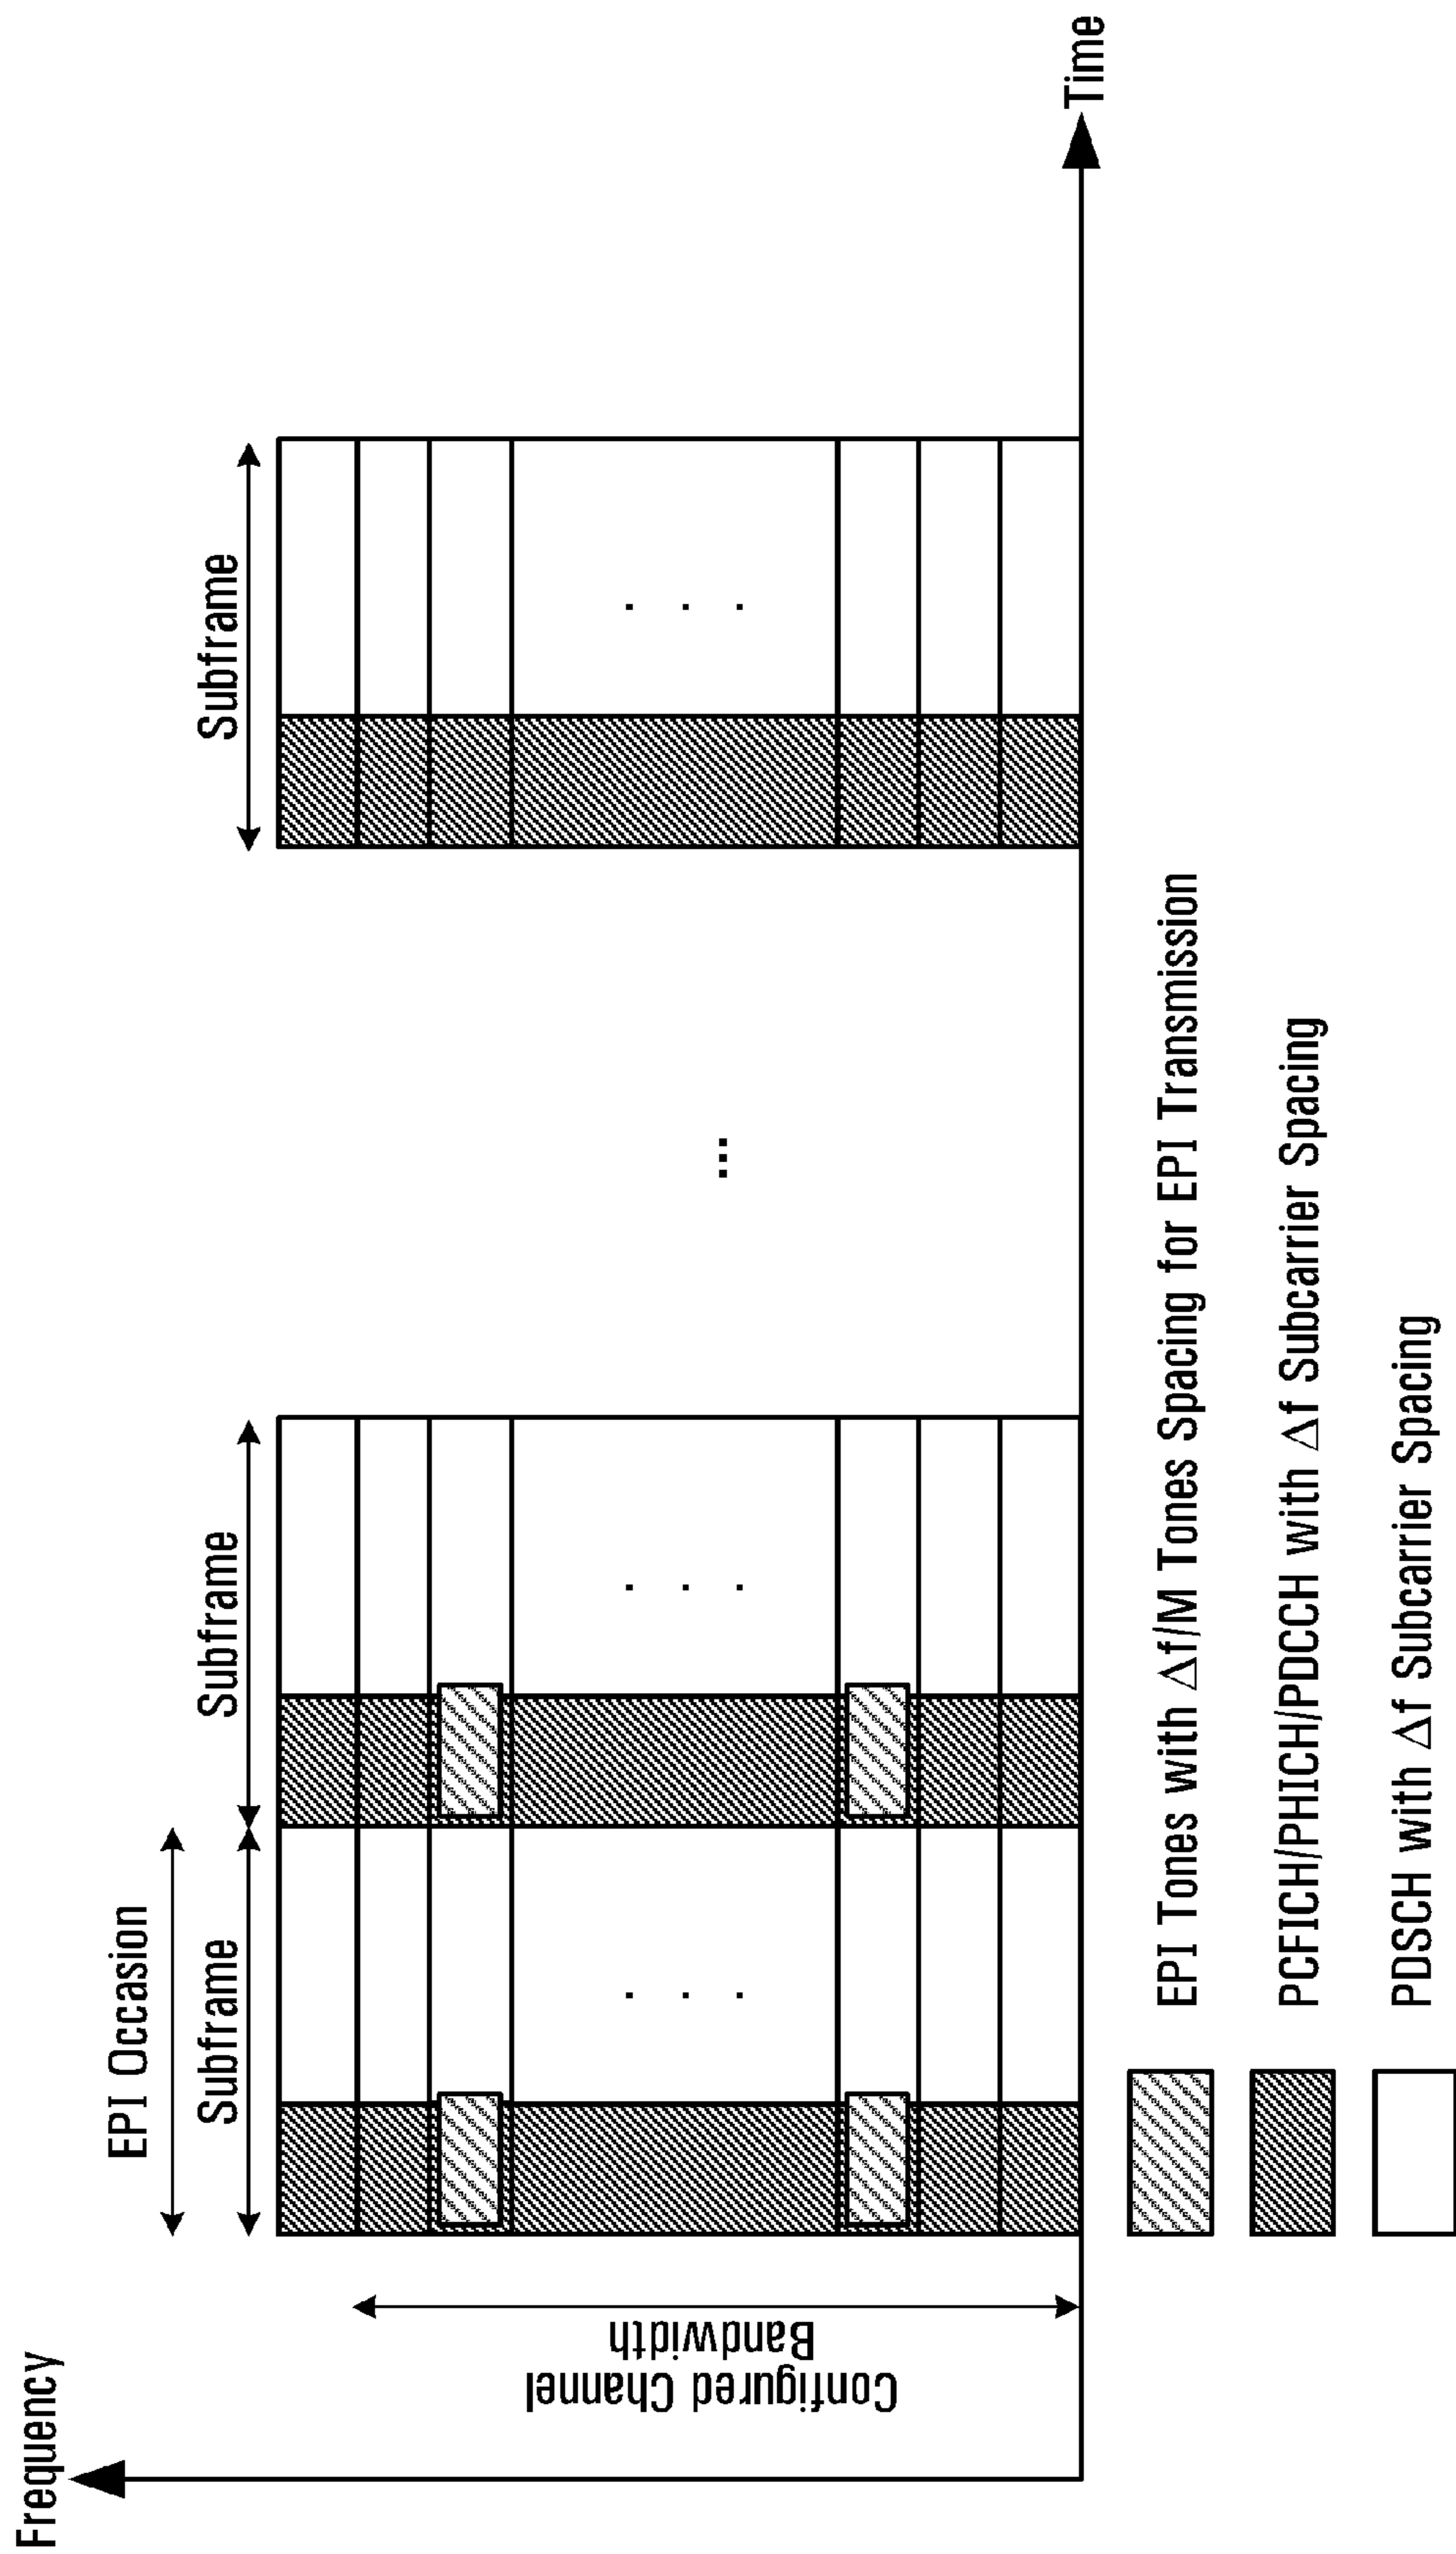 Frequency
EPI Occasion
Subframe
Subframe
Subframe
Configured Channel
Bandwidth
. . .
. . .
...
. . .
Time
EPI Tones with Δf/M Tones Spacing for EPI Transmission
PCFICH/PHICH/PDCCH with Δf Subcarrier Spacing
PDSCH with Δf Subcarrier Spacing